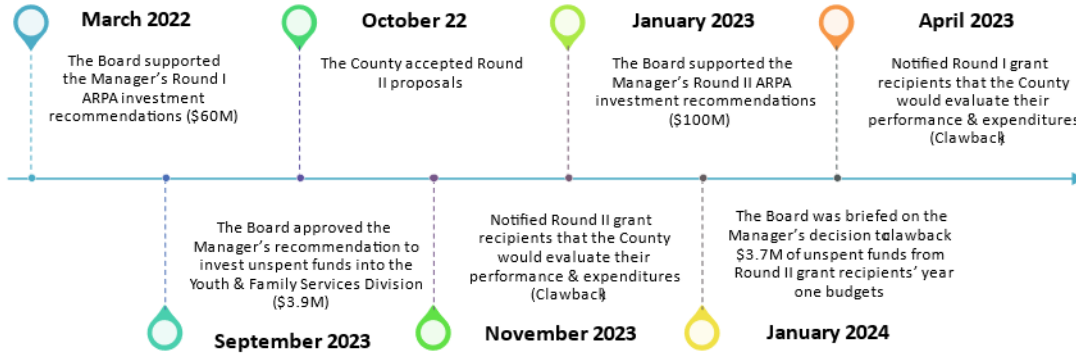 March 2022
The Board supported
the Manager's Round I
ARPA investment
recommendations ($60M)
October 22
The County accepted Round
II proposals
January 2023
The Board supported the
Manager's Round II ARPA
investment recommendations
($100M)
April 2023
Notified Round I grant
recipients that the County
would evaluate their
performance & expenditures
(Clawback)
The Board approved the
Manager's recommendation to
invest unspent funds into the
Youth & Family Services Division
($3.9M)
September 2023
Notified Round II grant
recipients that the County
would evaluate their
performance & expenditures
(Clawback)
November 2023
The Board was briefed on the
Manager's decision to clawback
$3.7M of unspent funds from
Round II grant recipients' year
one budgets
January 2024